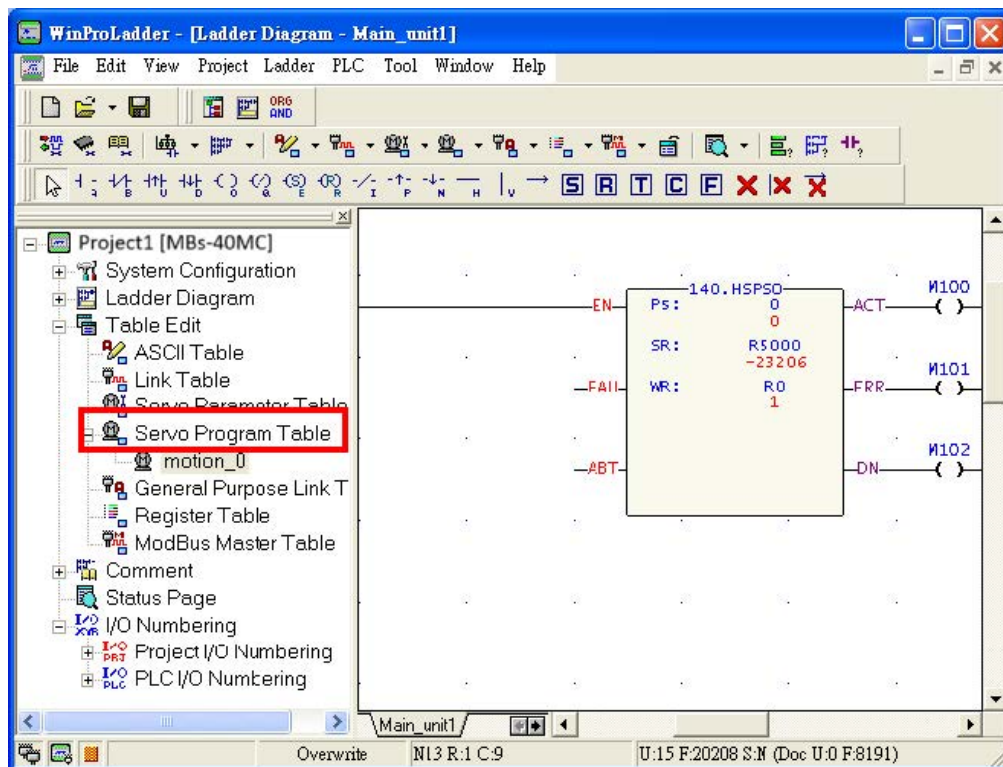 WinProLadder - [Ladder Diagram - Main_unit1]
File Edit View Project Ladder PLC Tool Window Help
ORG
AND
S R T C F
Project1 [MBs-40MC]
System Configuration
Ladder Diagram
Table Edit
ASCII Table
Link Table
Servo Parameter Table
Servo Program Table
motion_0
General Purpose Link T
Register Table
ModBus Master Table
Comment
Status Page
I/O Numbering
Project I/O Numbering
PLC I/O Numbering
140.HSPSO
EN
Ps: 0
0
ACT
M100
SR: R5000
-23206
PAU
WR: R0
1
ERR
M101
ABT
DN
M102
Main_unit1
Overwrite N13 R:1 C:9 U:15 F:20208 S:N (Doc U:0 F:8191)